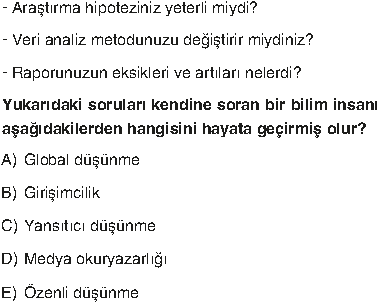 - Araştırma hipoteziniz yeterli miydi?
- Veri analiz metodunuzu değiştirir miydiniz?
- Raporunuzun eksikleri ve artıları nelerdi?
Yukarıdaki soruları kendine soran bir bilim insanı
aşağıdakilerden hangisini hayata geçirmiş olur?
A) Global düşünme
B) Girişimcilik
C) Yansıtıcı düşünme
D) Medya okuryazarlığı
E) Özenli düşünme